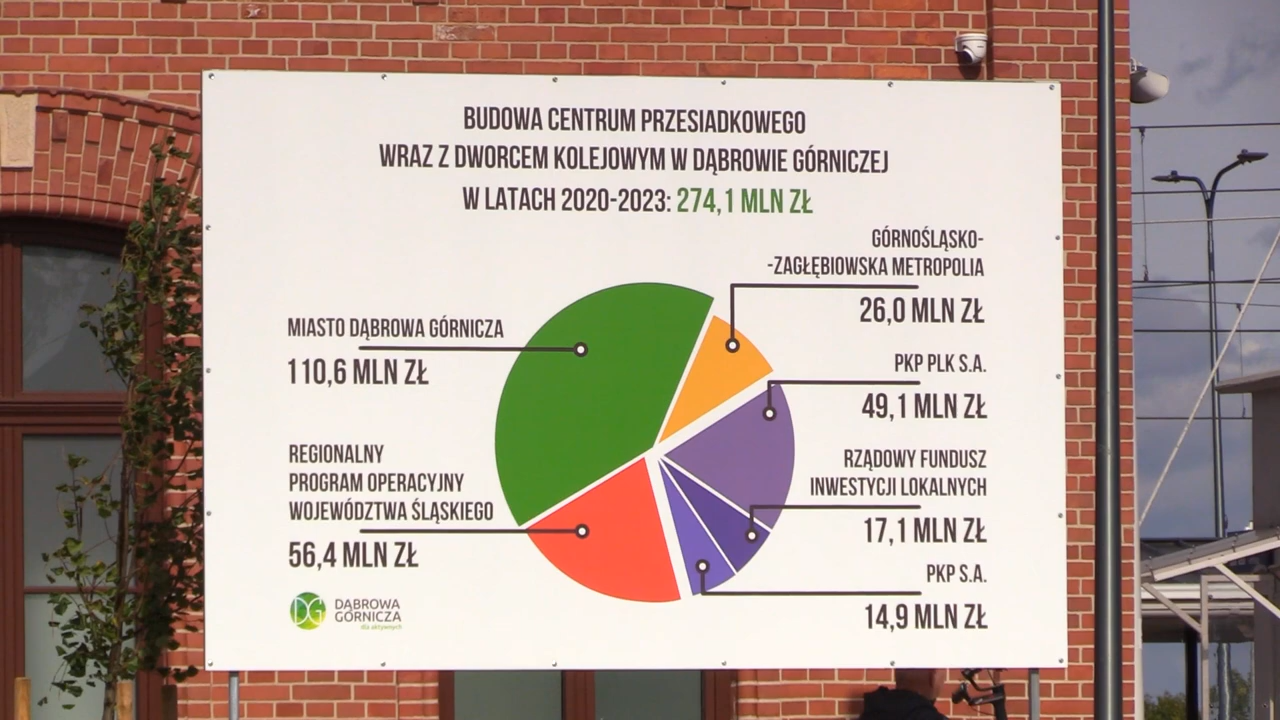 BUDOWA CENTRUM PRZESIADKOWEGO
WRAZ Z DWORCEM KOLEJOWYM W DĄBROWIE GÓRNICZEJ
W LATACH 2020-2023: 274,1 MLN ZŁ
MIASTO DĄBROWA GÓRNICZA
110,6 MLN ZŁ
REGIONALNY
PROGRAM OPERACYJNY
WOJEWÓDZTWA ŚLĄSKIEGO
56,4 MLN ZŁ
GÓRNOŚLĄSKO-
-ZAGŁĘBIOWSKA METROPOLIA
26,0 MLN ZŁ
PKP PLK S.A.
49,1 MLN ZŁ
RZĄDOWY FUNDUSZ
INWESTYCJI LOKALNYCH
17,1 MLN ZŁ
PKP S.A.
14,9 MLN ZŁ
DG
DĄBROWA
GÓRNICZA
dla aktywnych